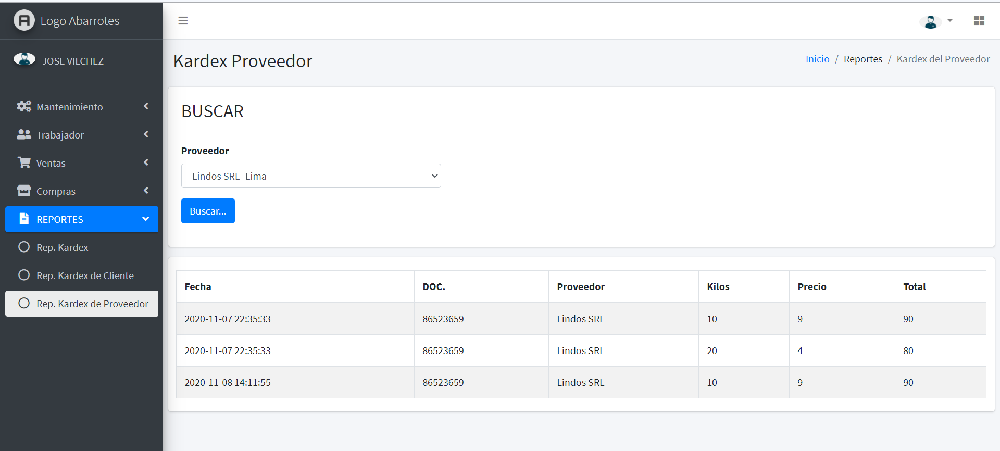 Logo Abarrotes
JOSE VILCHEZ
Mantenimiento
Trabajador
Ventas
Compras
REPORTES
Rep. Kardex
Rep. Kardex de Cliente
Rep. Kardex de Proveedor
Kardex Proveedor
Inicio / Reportes / Kardex del Proveedor
BUSCAR
Proveedor
Lindos SRL -Lima
Buscar...
Fecha DOC. Proveedor Kilos Precio Total
2020-11-07 22:35:33 86523659 Lindos SRL 10 9 90
2020-11-07 22:35:33 86523659 Lindos SRL 20 4 80
2020-11-08 14:11:55 86523659 Lindos SRL 10 9 90